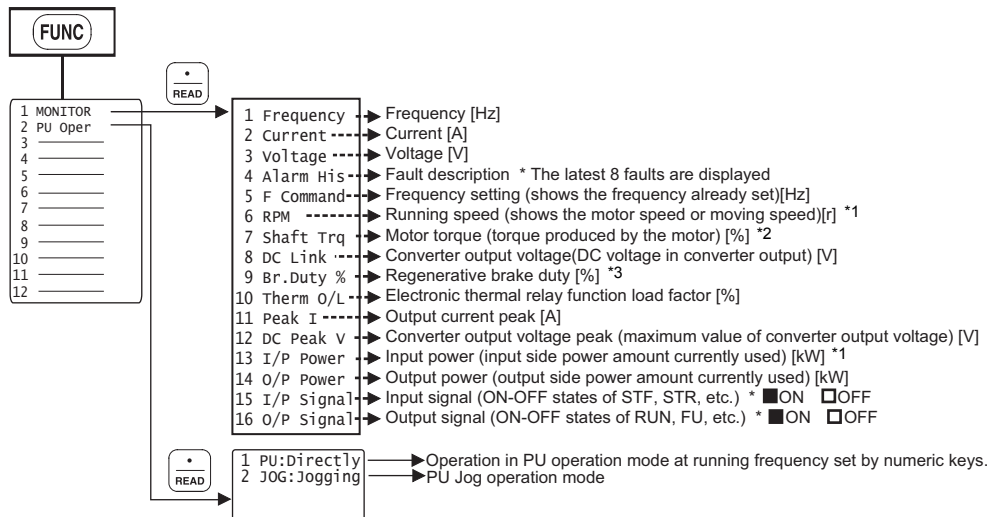 FUNC
•
READ
1 MONITOR
2 PU Oper
3
4
5
6
7
8
9
10
11
12
1 Frequency Frequency [Hz]
2 Current Current [A]
3 Voltage Voltage [V]
4 Alarm His Fault description * The latest 8 faults are displayed
5 F Command Frequency setting (shows the frequency already set)[Hz]
6 RPM Running speed (shows the motor speed or moving speed)[r] *1
7 Shaft Trq Motor torque (torque produced by the motor) [%] *2
8 DC Link Converter output voltage(DC voltage in converter output) [V]
9 Br.Duty % Regenerative brake duty [%] *3
10 Therm O/L Electronic thermal relay function load factor [%]
11 Peak I Output current peak [A]
12 DC Peak V Converter output voltage peak (maximum value of converter output voltage) [V]
13 I/P Power Input power (input side power amount currently used) [kW] *1
14 O/P Power Output power (output side power amount currently used) [kW]
15 I/P Signal Input signal (ON-OFF states of STF, STR, etc.) * ■ON □OFF
16 O/P Signal Output signal (ON-OFF states of RUN, FU, etc.) * ■ON □OFF
•
READ
1 PU:Directly Operation in PU operation mode at running frequency set by numeric keys.
2 JOG:Jogging PU Jog operation mode